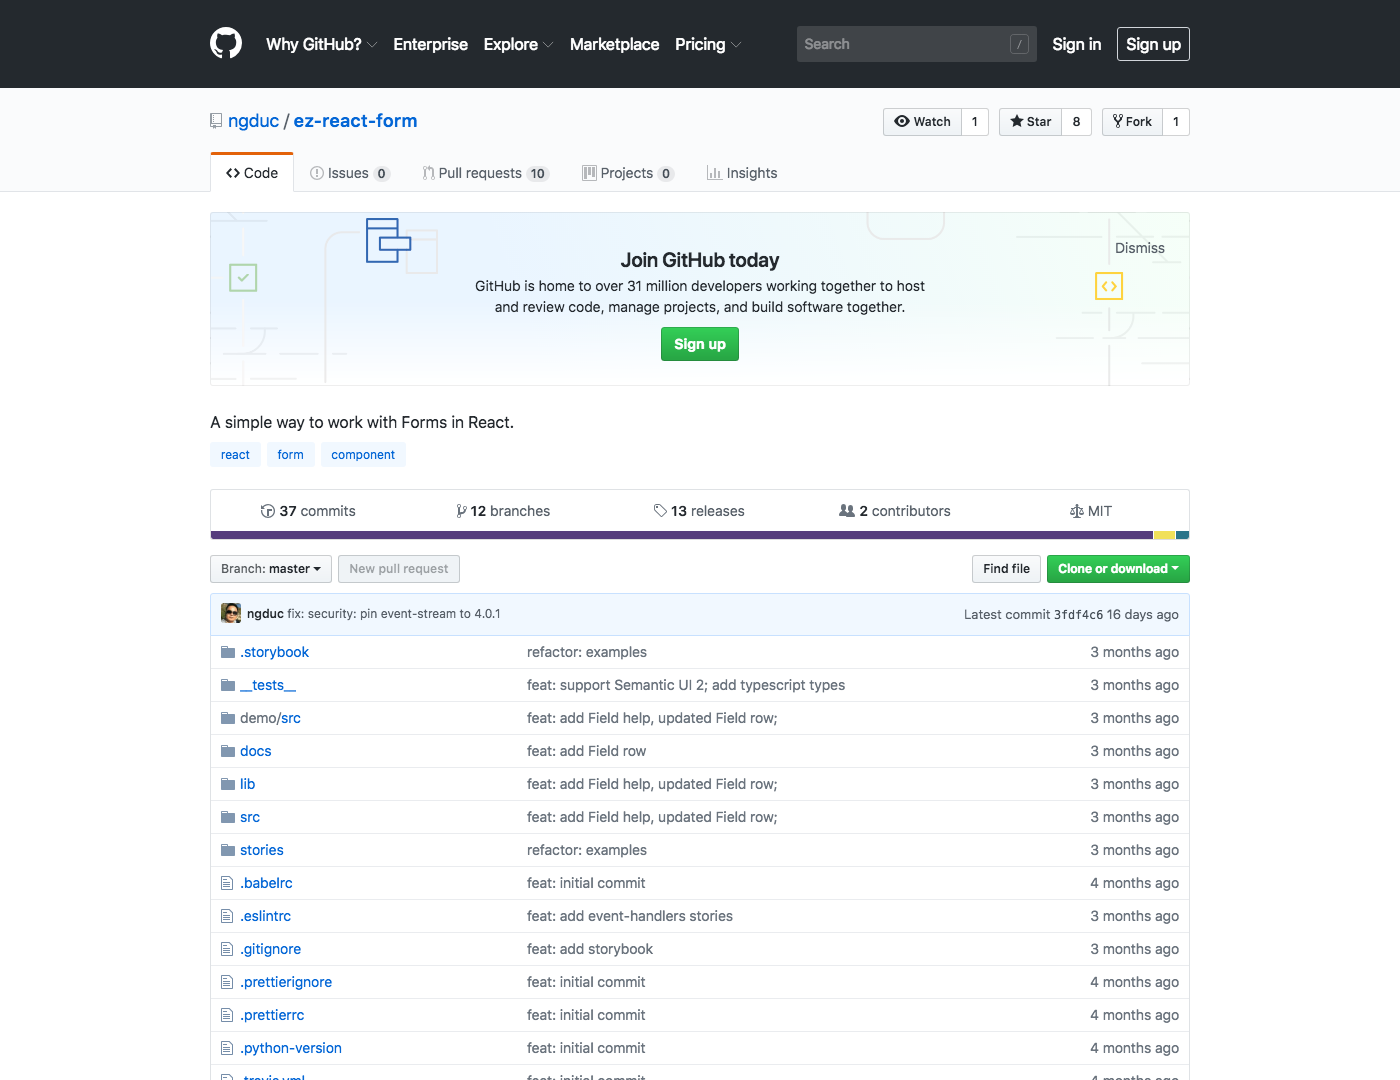 Why GitHub? Enterprise Explore Marketplace Pricing Search / Sign in Sign up
ngduc / ez-react-form Watch 1 Star 8 Fork 1
Code Issues 0 Pull requests 10 Projects 0 Insights
Dismiss
Join GitHub today
GitHub is home to over 31 million developers working together to host
and review code, manage projects, and build software together.
Sign up
A simple way to work with Forms in React.
react form component
37 commits 12 branches 13 releases 2 contributors MIT
Branch: master New pull request Find file Clone or download
ngduc fix: security: pin event-stream to 4.0.1 Latest commit 3fdf4c6 16 days ago
.storybook refactor: examples 3 months ago
__tests__ feat: support Semantic UI 2; add typescript types 3 months ago
demo/src feat: add Field help, updated Field row; 3 months ago
docs feat: add Field row 3 months ago
lib feat: add Field help, updated Field row; 3 months ago
src feat: add Field help, updated Field row; 3 months ago
stories refactor: examples 3 months ago
.babelrc feat: initial commit 4 months ago
.eslintrc feat: add event-handlers stories 3 months ago
.gitignore feat: add storybook 3 months ago
.prettierignore feat: initial commit 4 months ago
.prettierrc feat: initial commit 4 months ago
.python-version feat: initial commit 4 months ago
.travis.yml feat: initial commit 4 months ago